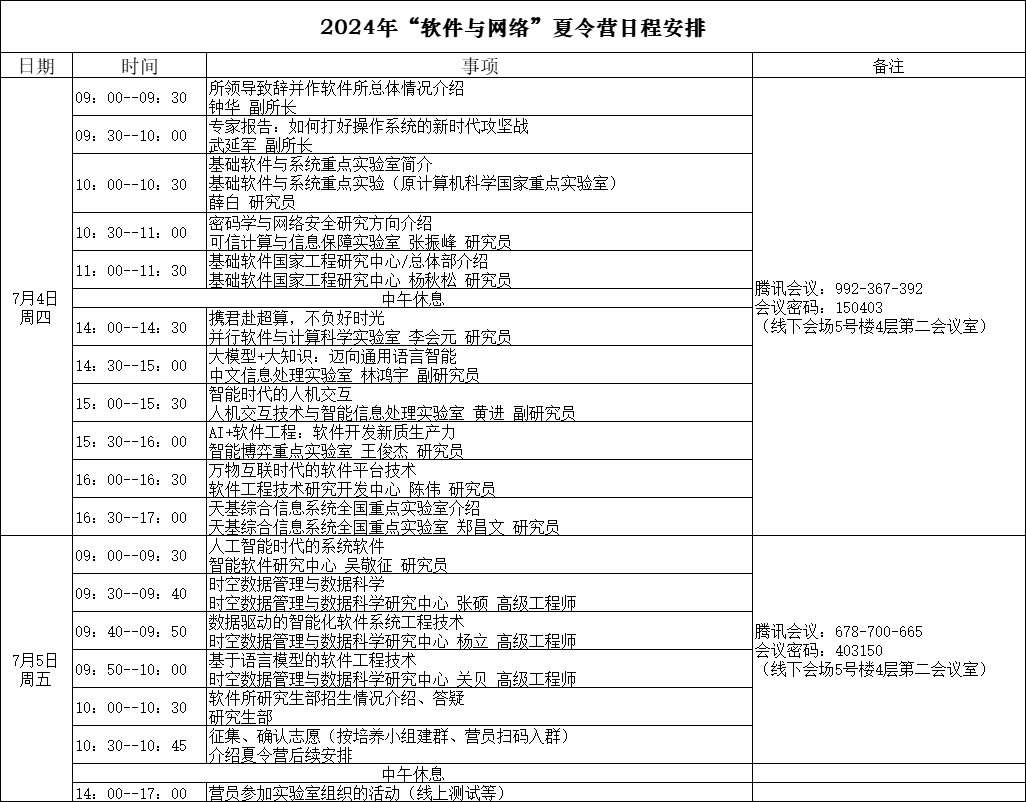 2024年“软件与网络”夏令营日程安排
日期 时间 事项 备注
7月4日
周四
09：00--09：30
所领导致辞并作软件所总体情况介绍
钟华 副所长
09：30--10：00
专家报告：如何打好操作系统的新时代攻坚战
武延军 副所长
10：00--10：30
基础软件与系统重点实验室简介
基础软件与系统重点实验（原计算机科学国家重点实验室）
薛白 研究员
10：30--11：00
密码学与网络安全研究方向介绍
可信计算与信息保障实验室 张振峰 研究员
11：00--11：30
基础软件国家工程研究中心/总体部介绍
基础软件国家工程研究中心 杨秋松 研究员
中午休息
14：00--14：30
携君赴超算，不负好时光
并行软件与计算科学实验室 李会元 研究员
14：30--15：00
大模型+大知识：迈向通用语言智能
中文信息处理实验室 林鸿宇 副研究员
15：00--15：30
智能时代的人机交互
人机交互技术与智能信息处理实验室 黄进 副研究员
15：30--16：00
AI+软件工程：软件开发新质生产力
智能博弈重点实验室 王俊杰 研究员
16：00--16：30
万物互联时代的软件平台技术
软件工程技术研究开发中心 陈伟 研究员
16：30--17：00
天基综合信息系统全国重点实验室介绍
天基综合信息系统全国重点实验室 郑昌文 研究员
腾讯会议：992-367-392
会议密码：150403
（线下会场5号楼4层第二会议室）
7月5日
周五
09：00--09：30
人工智能时代的系统软件
智能软件研究中心 吴敬征 研究员
09：30--09：40
时空数据管理与数据科学
时空数据管理与数据科学研究中心 张硕 高级工程师
09：40--09：50
数据驱动的智能化软件系统工程技术
时空数据管理与数据科学研究中心 杨立 高级工程师
09：50--10：00
基于语言模型的软件工程技术
时空数据管理与数据科学研究中心 关贝 高级工程师
10：00--10：30
软件所研究生部招生情况介绍、答疑
研究生部
10：30--10：45
征集、确认志愿（按培养小组建群、营员扫码入群）
介绍夏令营后续安排
腾讯会议：678-700-665
会议密码：403150
（线下会场5号楼4层第二会议室）
中午休息
14：00--17：00
营员参加实验室组织的活动（线上测试等）